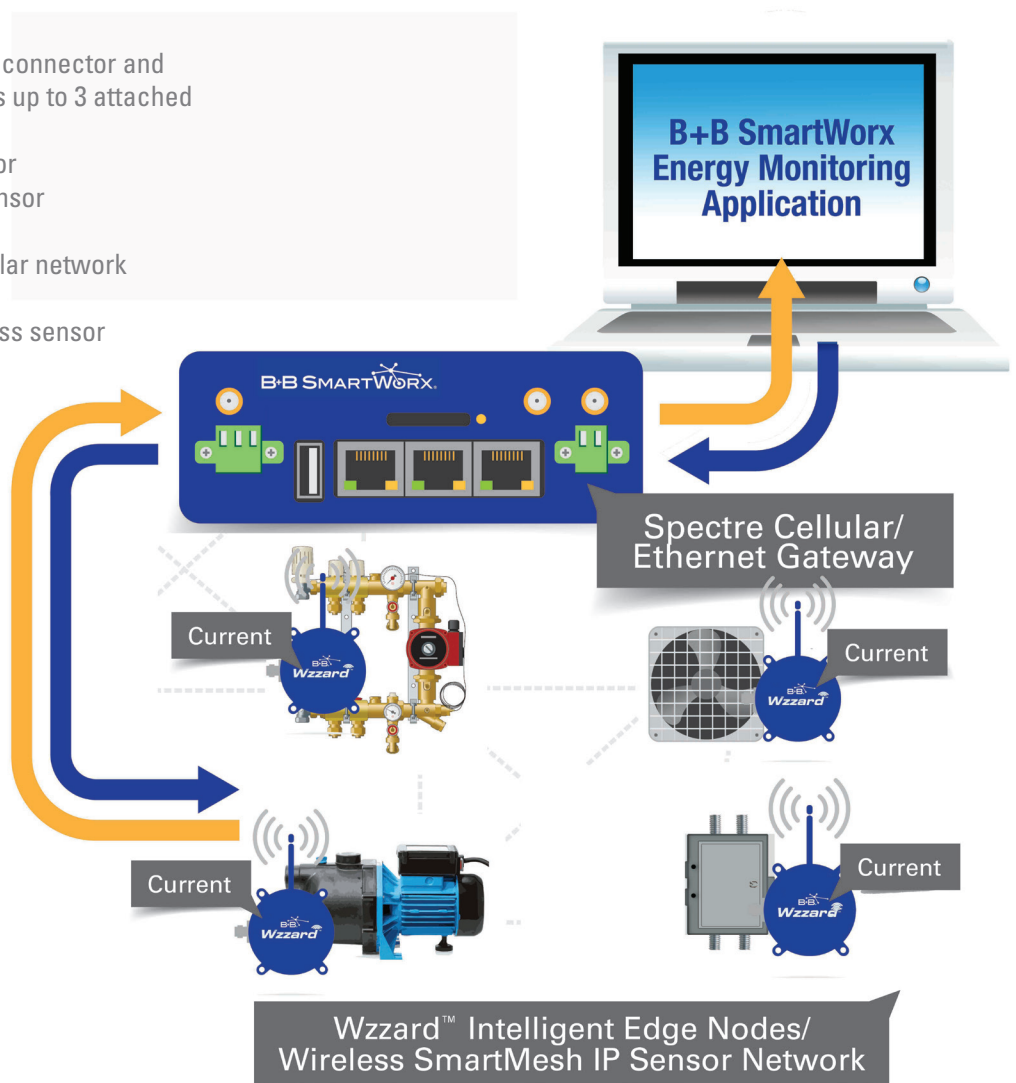 connector and
s up to 3 attached
or
nsor
lar network
ss sensor
B+B SmartWorx
Energy Monitoring
Application
B+B SMARTWORX.
Spectre Cellular/
Ethernet Gateway
Current
B+B
Wzzard
Current
B+B
Wzzard
Current
B+B
Wzzard
Current
B+B
Wzzard
Wzzard™ Intelligent Edge Nodes/
Wireless SmartMesh IP Sensor Network